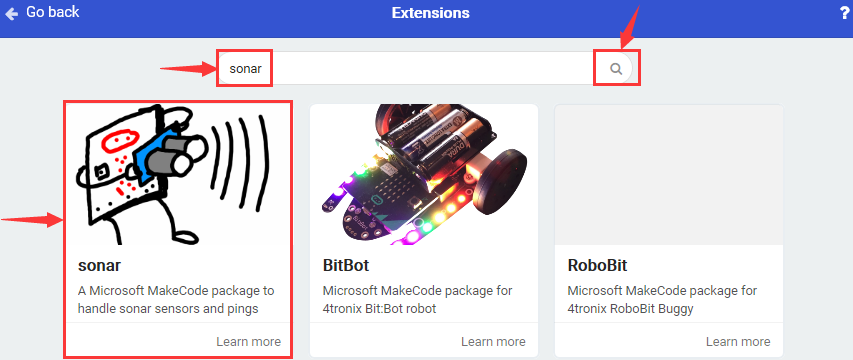 Go back
Extensions
?
sonar
sonar
A Microsoft MakeCode package to
handle sonar sensors and pings
Learn more
BitBot
Microsoft MakeCode package for
4tronix Bit:Bot robot
Learn more
RoboBit
Microsoft MakeCode package for
4tronix RoboBit Buggy
Learn more